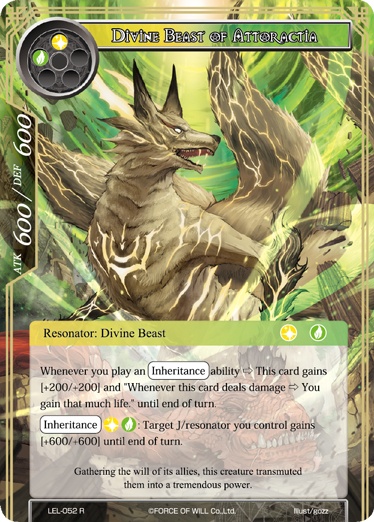 Divine Beast of Attoractia
ATK 600 / DEF 600
Resonator: Divine Beast
Whenever you play an Inheritance ability ⇨ This card gains
[+200/+200] and "Whenever this card deals damage ⇨ You
gain that much life." until end of turn.
Inheritance : Target J/resonator you control gains
[+600/+600] until end of turn.
Gathering the will of its allies, this creature transmuted
them into a tremendous power.
LEL-052 R ©FORCE OF WILL Co.,Ltd. Illust/gozz